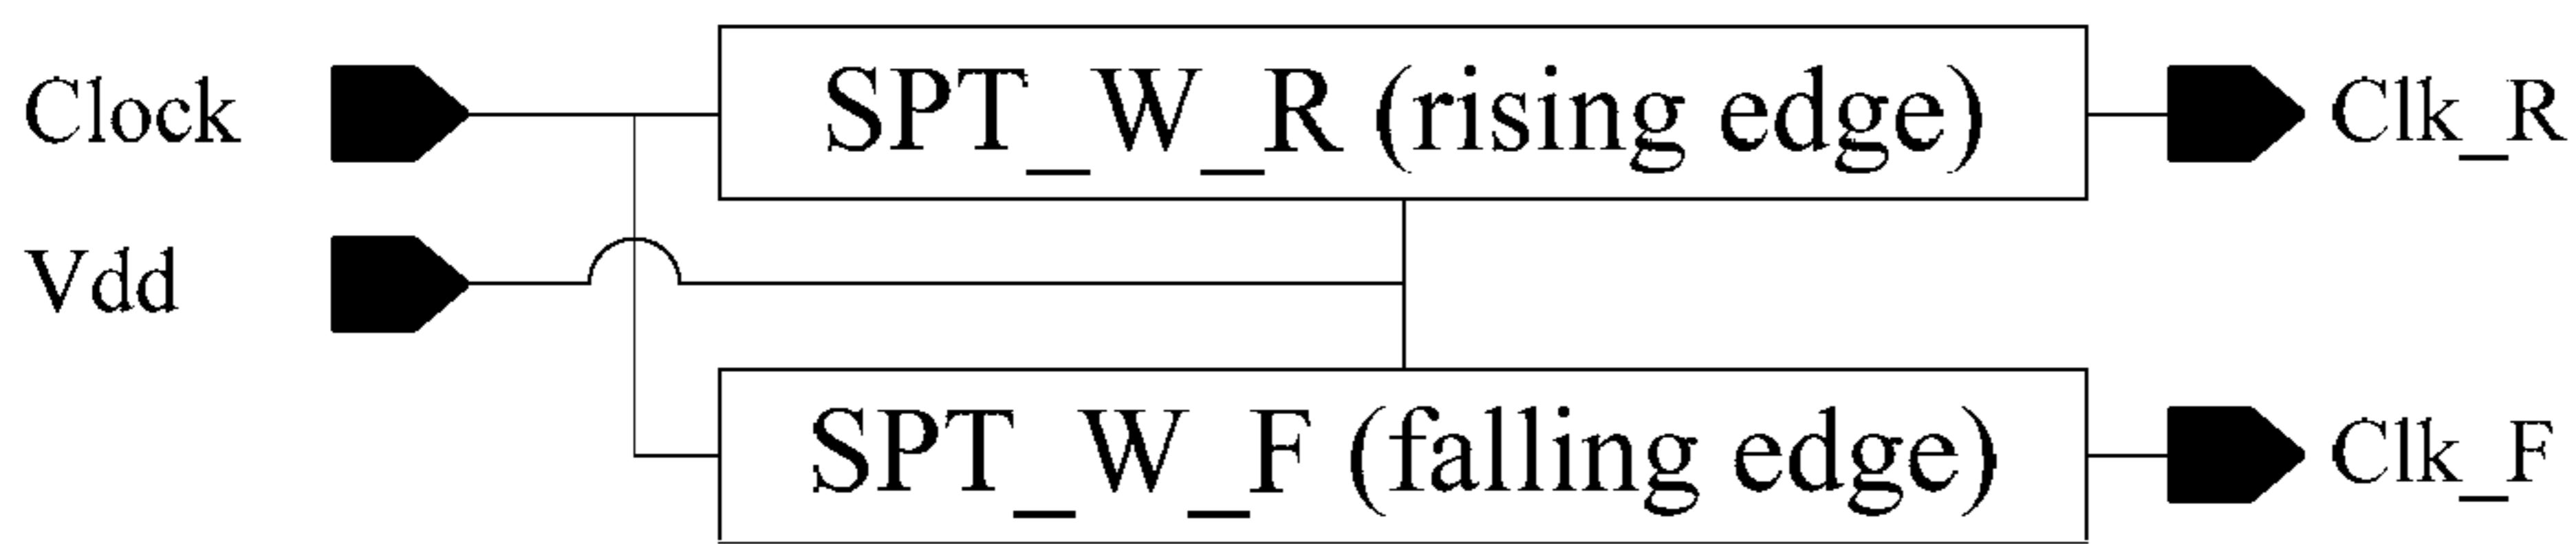 Clock SPT_W_R (rising edge) Clk_R
Vdd
SPT_W_F (falling edge) Clk_F